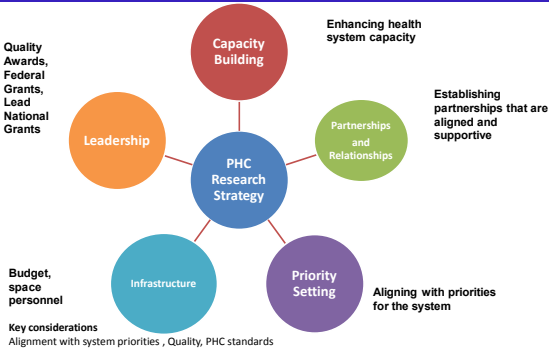 Capacity
Building
Enhancing health
system capacity
Quality
Awards,
Federal
Grants,
Lead
National
Grants
Leadership
Establishing
partnerships that are
aligned and
supportive
Partnerships
and
Relationships
PHC
Research
Strategy
Budget,
space
personnel
Infrastructure
Priority
Setting
Aligning with priorities
for the system
Key considerations
Alignment with system priorities , Quality, PHC standards